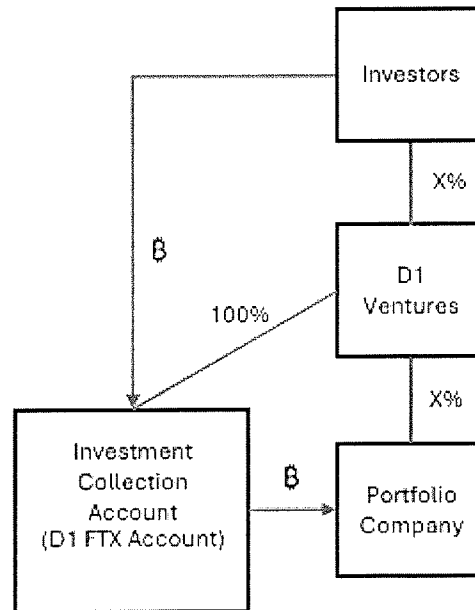 Investors
X%
₿
D1
Ventures
100%
X%
Investment
Collection
Account
(D1 FTX Account)
₿
Portfolio
Company